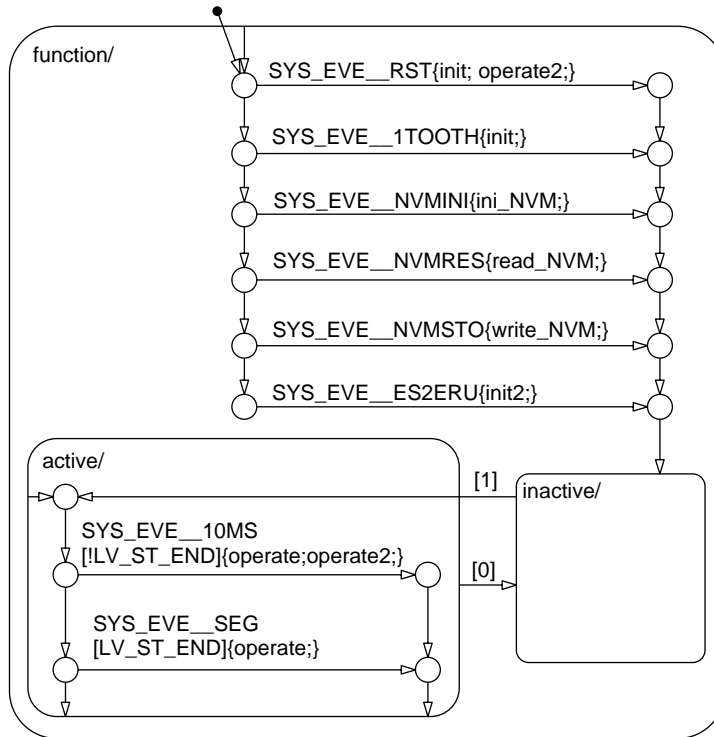 function/
SYS_EVE__RST{init; operate2;}
SYS_EVE__1TOOTH{init;}
SYS_EVE__NVMINI{ini_NVM;}
SYS_EVE__NVMRES{read_NVM;}
SYS_EVE__NVMSTO{write_NVM;}
SYS_EVE__ES2ERU{init2;}
active/
[1]
inactive/
SYS_EVE__10MS
[!LV_ST_END]{operate;operate2;}
[0]
SYS_EVE__SEG
[LV_ST_END]{operate;}